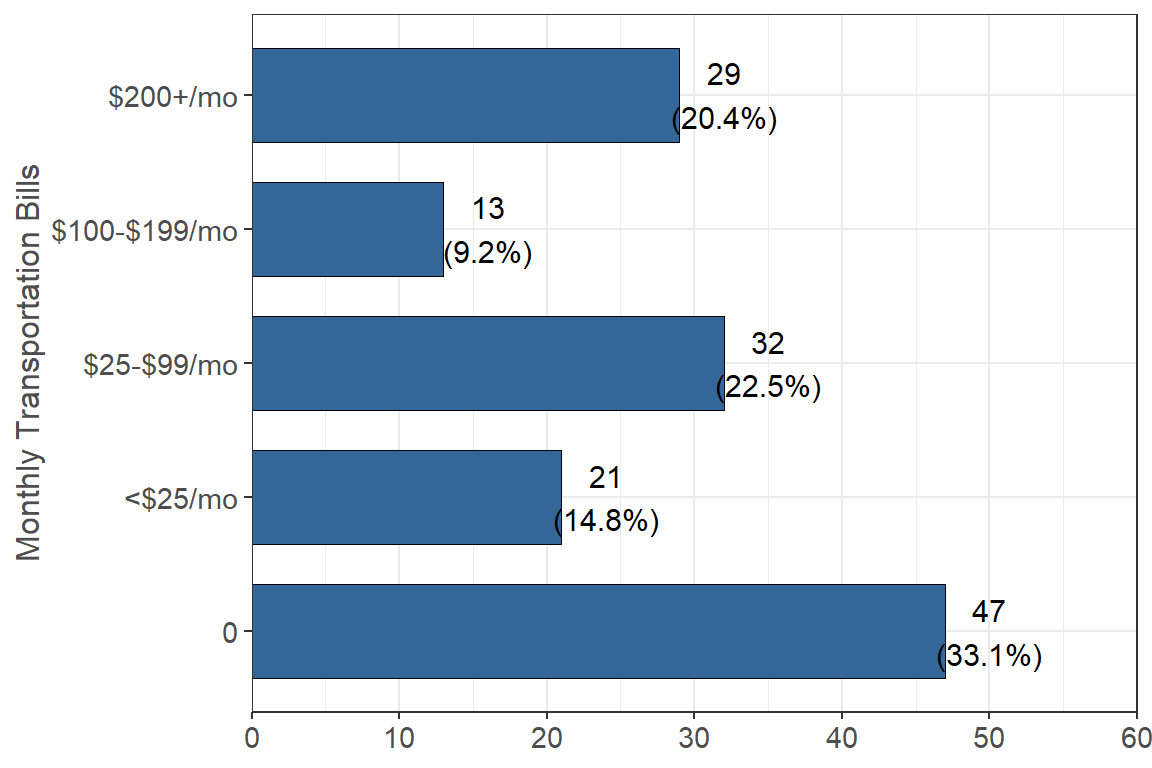 Monthly Transportation Bills
$200+/mo
29
(20.4%)
$100-$199/mo
13
(9.2%)
$25-$99/mo
32
(22.5%)
<$25/mo
21
(14.8%)
0
47
(33.1%)
0 10 20 30 40 50 60